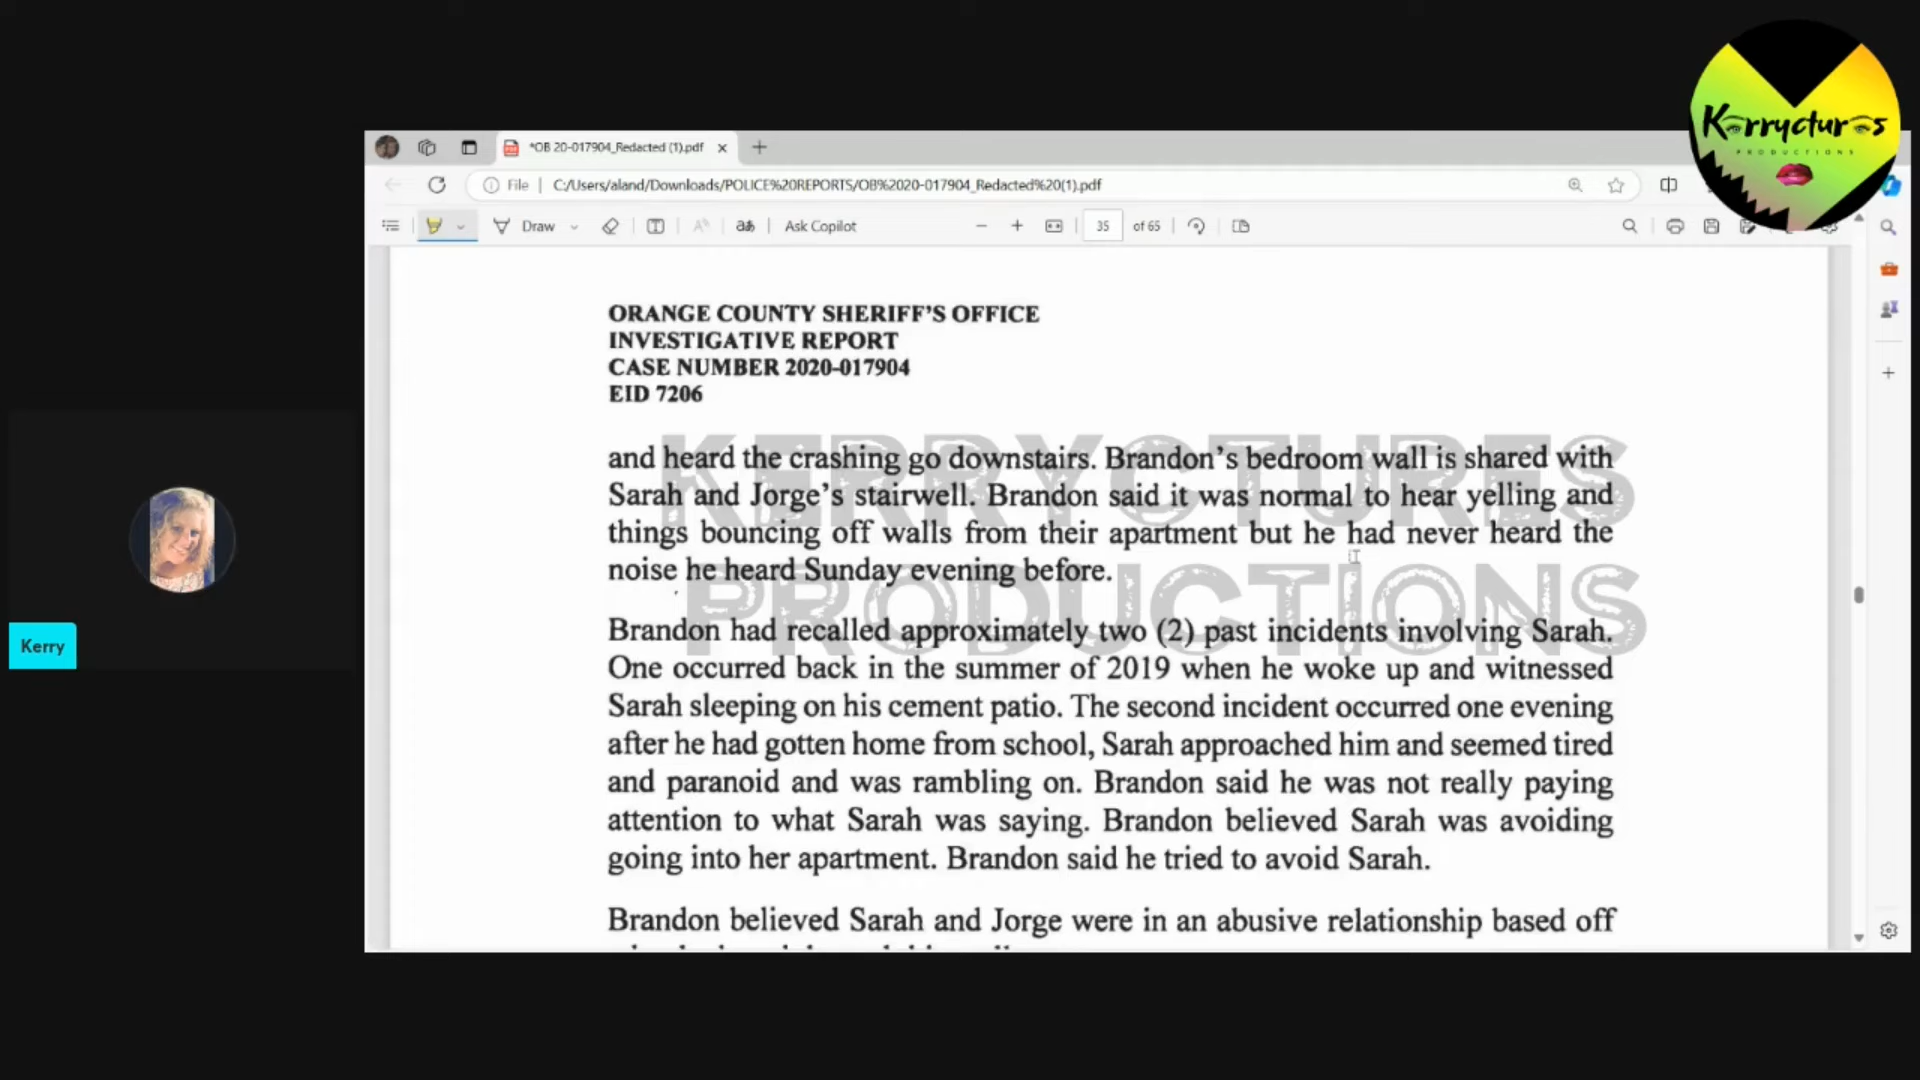 Kerryctures
PRODUCTIONS
*OB 20-017904_Redacted (1).pdf
File
C:/Users/aland/Downloads/POLICE%20REPORTS/OB%2020-017904_Redacted%20(1).pdf
Draw
aあ
Ask Copilot
35
of 65
ORANGE COUNTY SHERIFF'S OFFICE
INVESTIGATIVE REPORT
CASE NUMBER 2020-017904
EID 7206
KERRYCTURES
PRODUCTIONS
and heard the crashing go downstairs. Brandon's bedroom wall is shared with
Sarah and Jorge's stairwell. Brandon said it was normal to hear yelling and
things bouncing off walls from their apartment but he had never heard the
noise he heard Sunday evening before.
Brandon had recalled approximately two (2) past incidents involving Sarah.
One occurred back in the summer of 2019 when he woke up and witnessed
Sarah sleeping on his cement patio. The second incident occurred one evening
after he had gotten home from school, Sarah approached him and seemed tired
and paranoid and was rambling on. Brandon said he was not really paying
attention to what Sarah was saying. Brandon believed Sarah was avoiding
going into her apartment. Brandon said he tried to avoid Sarah.
Brandon believed Sarah and Jorge were in an abusive relationship based off
Kerry